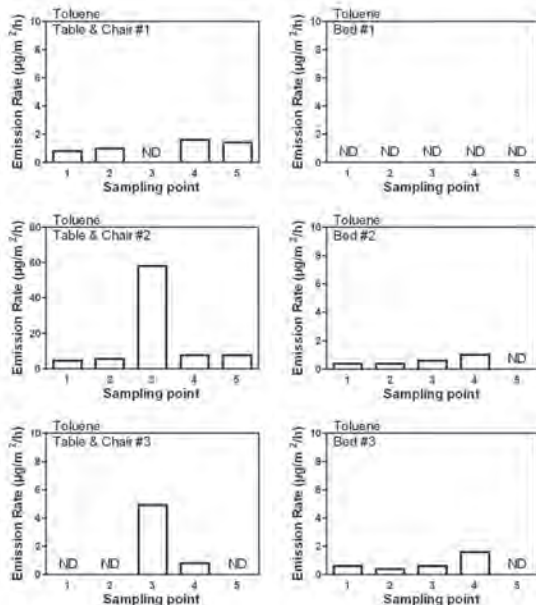 Toluene
Table & Chair #1
Emission Rate (µg/m²/h)
10
8
6
4
2
0
ND
1 2 3 4 5
Sampling point
Toluene
Bed #1
Emission Rate (µg/m²/h)
10
8
6
4
2
0
ND ND ND ND ND
1 2 3 4 5
Sampling point
Toluene
Table & Chair #2
Emission Rate (µg/m²/h)
80
60
40
20
0
1 2 3 4 5
Sampling point
Toluene
Bed #2
Emission Rate (µg/m²/h)
10
8
6
4
2
0
ND
1 2 3 4 5
Sampling point
Toluene
Table & Chair #3
Emission Rate (µg/m²/h)
10
8
6
4
2
0
ND ND ND
1 2 3 4 5
Sampling point
Toluene
Bed #3
Emission Rate (µg/m²/h)
10
8
6
4
2
0
ND
1 2 3 4 5
Sampling point